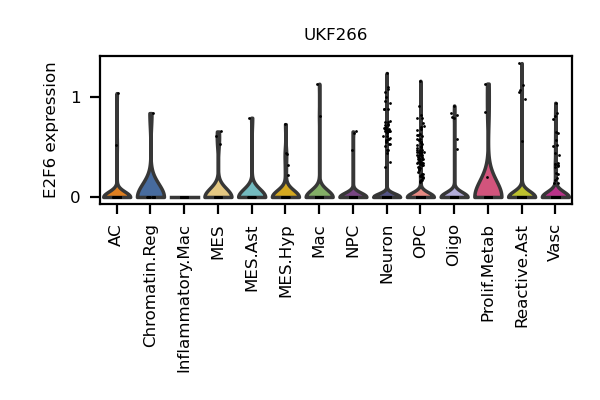 UKF266
E2F6 expression
1
0
AC
Chromatin.Reg
Inflammatory.Mac
MES
MES.Ast
MES.Hyp
Mac
NPC
Neuron
OPC
Oligo
Prolif.Metab
Reactive.Ast
Vasc